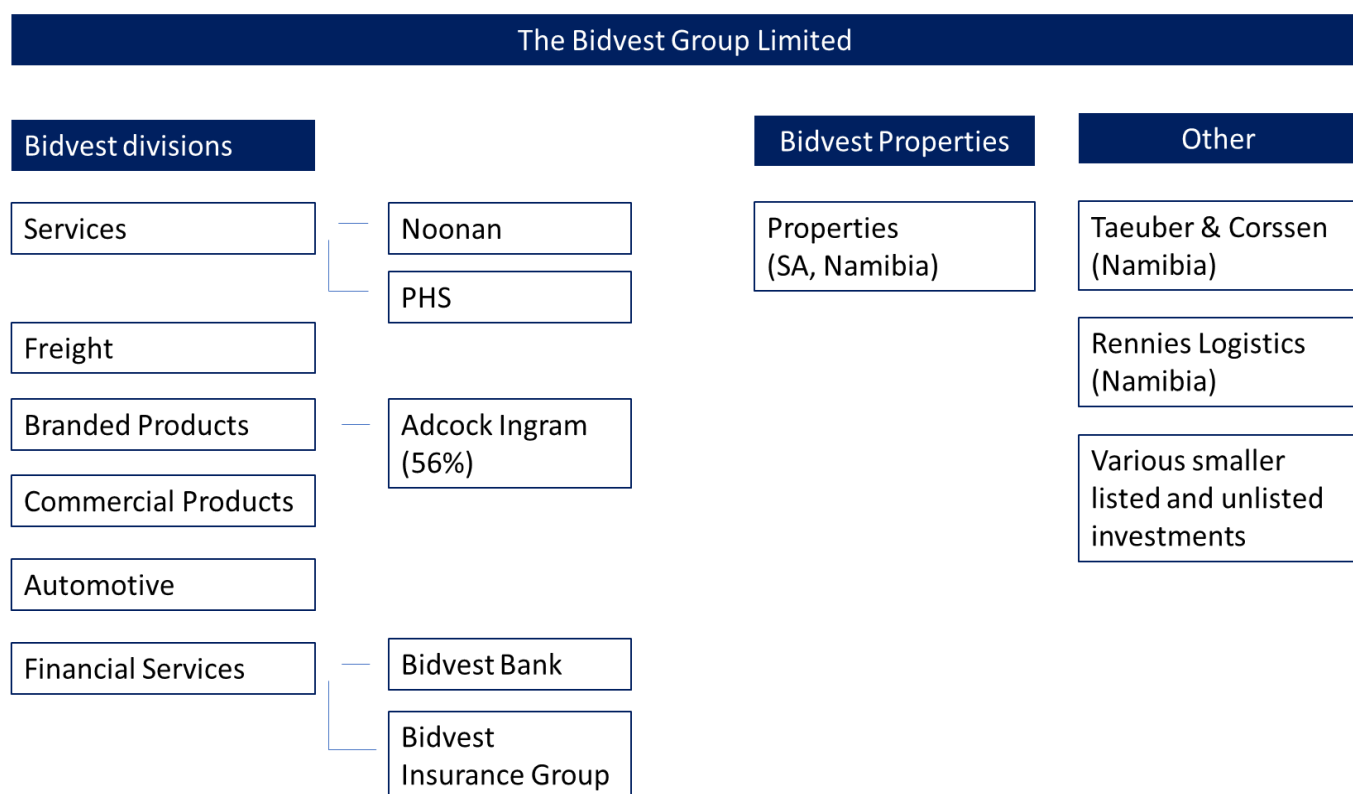 The Bidvest Group Limited
Bidvest divisions
Services
Noonan
PHS
Freight
Branded Products
Adcock Ingram
(56%)
Commercial Products
Automotive
Financial Services
Bidvest Bank
Bidvest
Insurance Group
Bidvest Properties
Properties
(SA, Namibia)
Other
Taeuber & Corssen
(Namibia)
Rennies Logistics
(Namibia)
Various smaller
listed and unlisted
investments